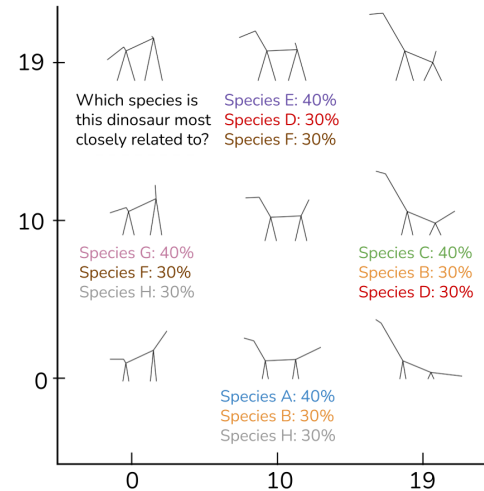 19
Which species is
this dinosaur most
closely related to?
Species E: 40%
Species D: 30%
Species F: 30%
10
Species G: 40%
Species F: 30%
Species H: 30%
Species C: 40%
Species B: 30%
Species D: 30%
0
Species A: 40%
Species B: 30%
Species H: 30%
0
10
19